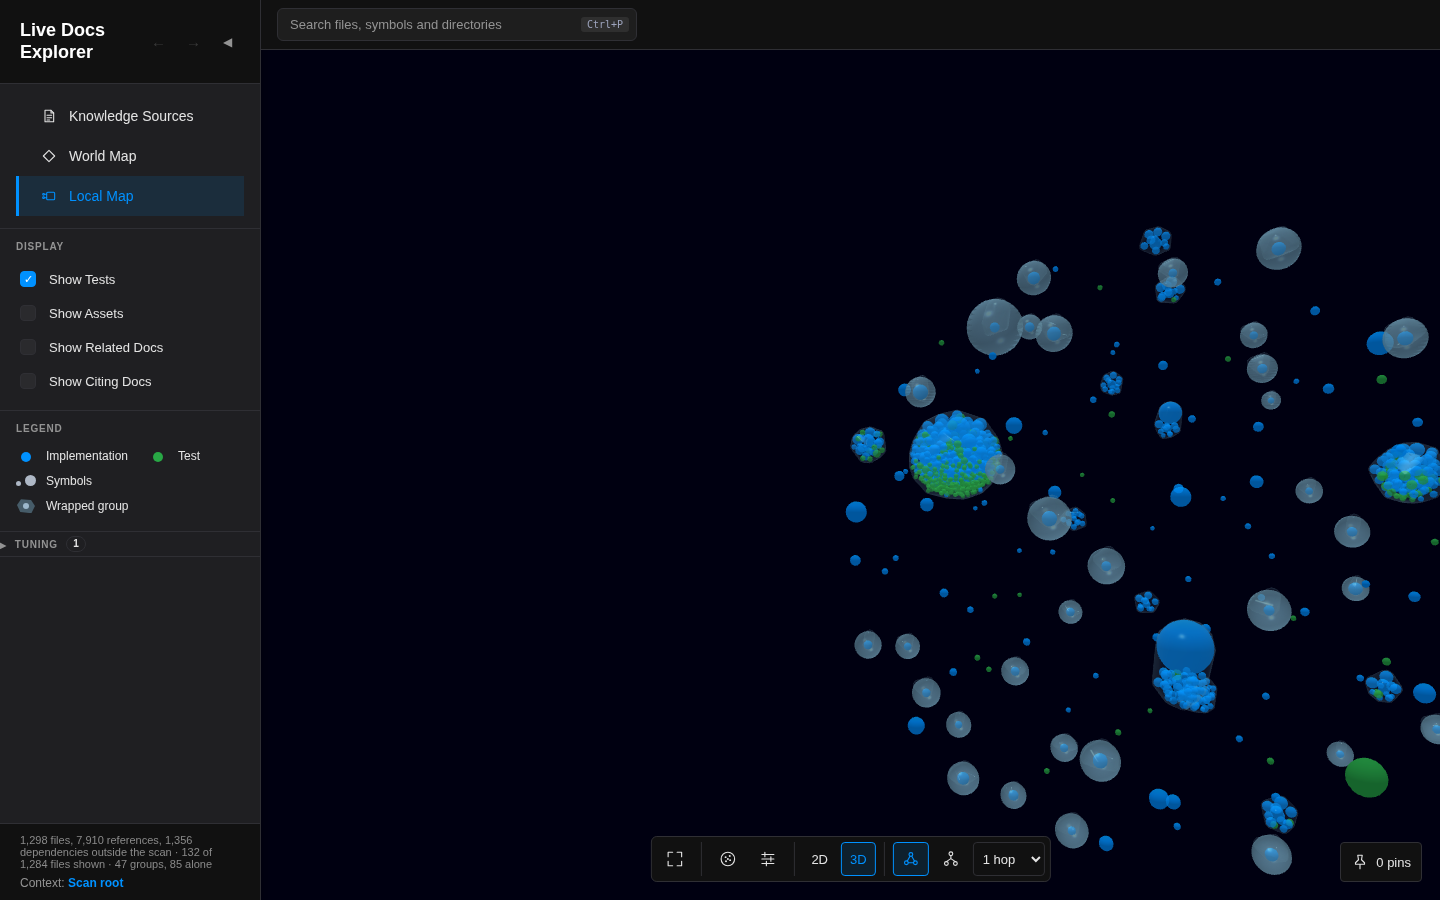 Live Docs
Explorer
Search files, symbols and directories
Ctrl+P
Knowledge Sources
World Map
Local Map
DISPLAY
Show Tests
Show Assets
Show Related Docs
Show Citing Docs
LEGEND
Implementation
Test
Symbols
Wrapped group
TUNING 1
1,298 files, 7,910 references, 1,356
dependencies outside the scan · 132 of
1,284 files shown · 47 groups, 85 alone
Context: Scan root
2D
3D
1 hop
0 pins